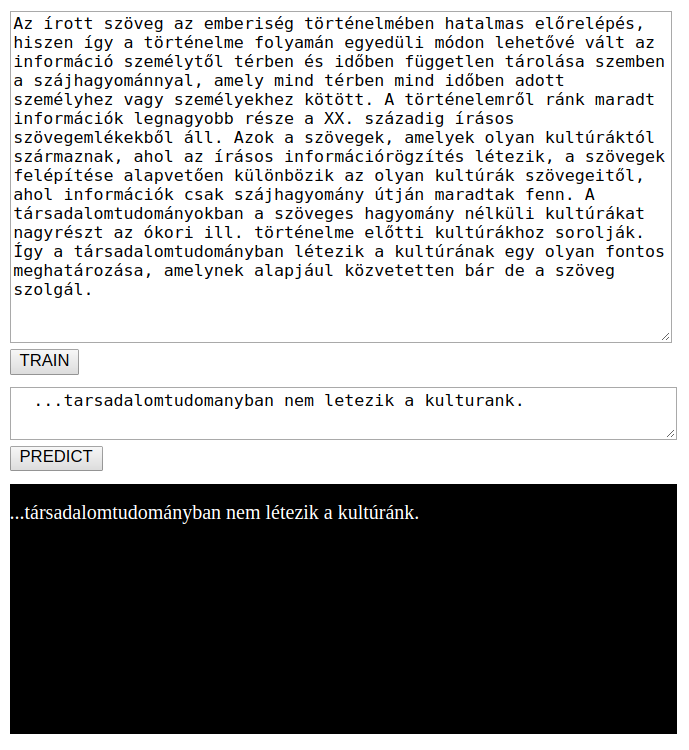 Az írott szöveg az emberiség történelmében hatalmas előrelépés,
hiszen így a történelme folyamán egyedüli módon lehetővé vált az
információ személytől térben és időben független tárolása szemben
a szájhagyománnyal, amely mind térben mind időben adott
személyhez vagy személyekhez kötött. A történelemről ránk maradt
információk legnagyobb része a XX. századig írásos
szövegemlékekből áll. Azok a szövegek, amelyek olyan kultúráktól
származnak, ahol az írásos információrögzítés létezik, a szövegek
felépítése alapvetően különbözik az olyan kultúrák szövegeitől,
ahol információk csak szájhagyomány útján maradtak fenn. A
társadalomtudományokban a szöveges hagyomány nélküli kultúrákat
nagyrészt az ókori ill. történelme előtti kultúrákhoz sorolják.
Így a társadalomtudományban létezik a kultúrának egy olyan fontos
meghatározása, amelynek alapjául közvetetten bár de a szöveg
szolgál.
TRAIN
...tarsadalomtudomanyban nem letezik a kulturank.
PREDICT
...társadalomtudományban nem létezik a kultúránk.